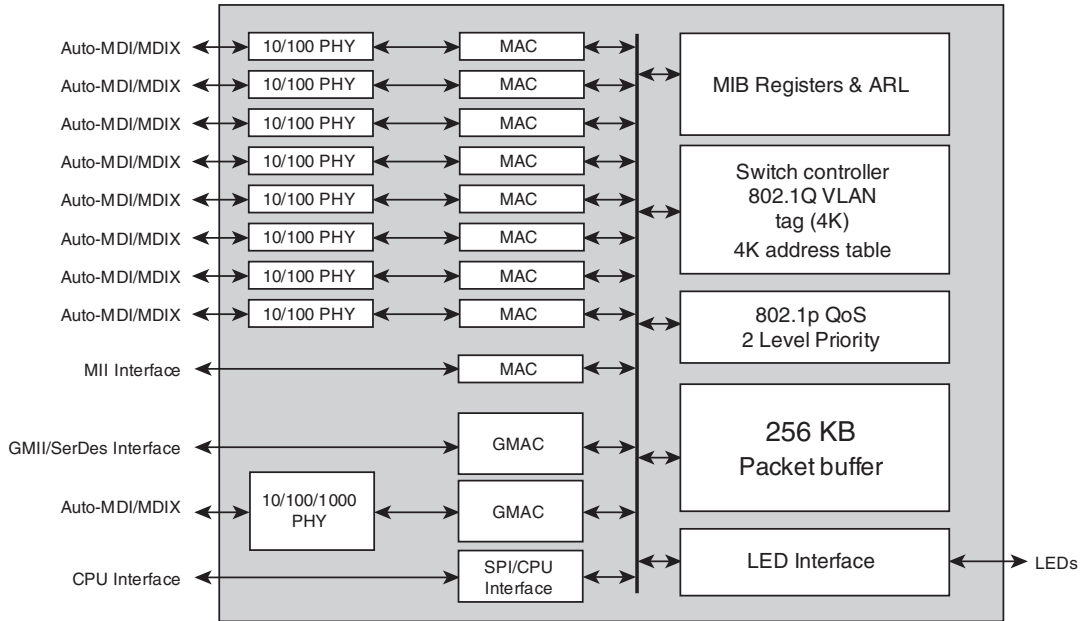 Auto-MDI/MDIX 10/100 PHY MAC
Auto-MDI/MDIX 10/100 PHY MAC
Auto-MDI/MDIX 10/100 PHY MAC
Auto-MDI/MDIX 10/100 PHY MAC
Auto-MDI/MDIX 10/100 PHY MAC
Auto-MDI/MDIX 10/100 PHY MAC
Auto-MDI/MDIX 10/100 PHY MAC
Auto-MDI/MDIX 10/100 PHY MAC
MII Interface MAC
GMII/SerDes Interface GMAC
Auto-MDI/MDIX
10/100/1000
PHY
GMAC
CPU Interface
SPI/CPU
Interface
MIB Registers & ARL
Switch controller
802.1Q VLAN
tag (4K)
4K address table
802.1p QoS
2 Level Priority
256 KB
Packet buffer
LED Interface
LEDs